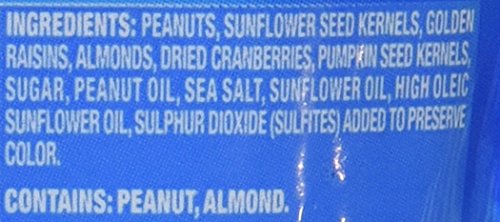 INGREDIENTS: PEANUTS, SUNFLOWER SEED KERNELS, GOLDEN
RAISINS, ALMONDS, DRIED CRANBERRIES, PUMPKIN SEED KERNELS,
SUGAR, PEANUT OIL, SEA SALT, SUNFLOWER OIL, HIGH OLEIC
SUNFLOWER OIL, SULPHUR DIOXIDE (SULFITES) ADDED TO PRESERVE
COLOR.
CONTAINS: PEANUT, ALMOND.